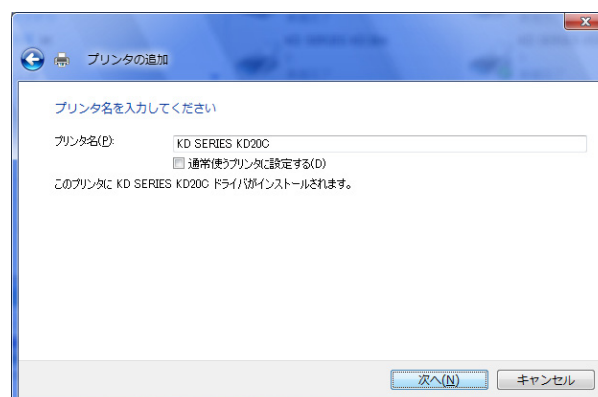 プリンタの追加
プリンタ名を入力してください
プリンタ名(P): KD SERIES KD20C
通常使うプリンタに設定する(D)
このプリンタに KD SERIES KD20C ドライバがインストールされます。
次へ(N) キャンセル